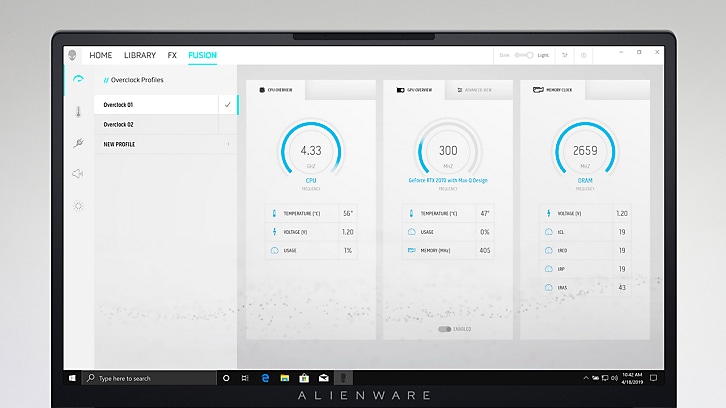 HOME LIBRARY FX FUSION
Dark Light
// Overclock Profiles
Overclock 01
Overclock 02
NEW PROFILE
CPU OVERVIEW
4.33
GHZ
CPU
FREQUENCY
TEMPERATURE (°C) 56°
VOLTAGE (V) 1.20
USAGE 1%
GPU OVERVIEW ADVANCED VIEW
300
MHZ
GeForce RTX 2070 with Max-Q Design
FREQUENCY
TEMPERATURE (°C) 47°
USAGE 0%
MEMORY (MHz) 405
MEMORY CLOCK
2659
MHZ
DRAM
FREQUENCY
VOLTAGE (V) 1.20
tCL 19
tRCD 19
tRP 19
tRAS 43
ENABLED
Type here to search
10:42 AM
4/18/2019
ALIENWARE